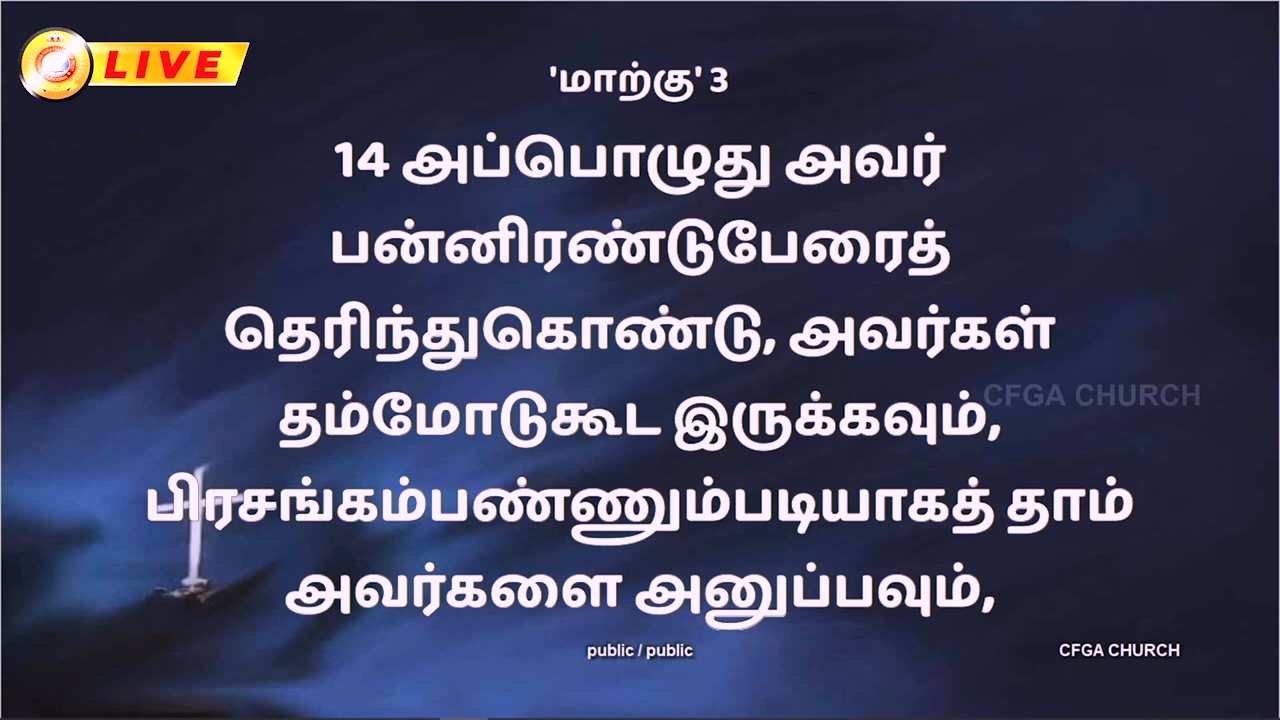 LIVE
'மாற்கு' 3
14 அப்பொழுது அவர்
பன்னிரண்டுபேரைத்
தெரிந்துகொண்டு, அவர்கள்
CFGA CHURCH
தம்மோடுகூட இருக்கவும்,
பிரசங்கம்பண்ணும்படியாகத் தாம்
அவர்களை அனுப்பவும்,
public / public
CFGA CHURCH